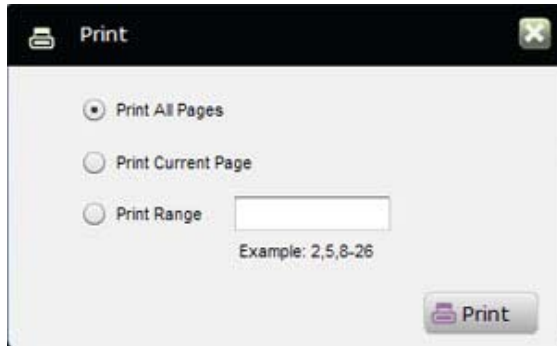 Print
Print All Pages
Print Current Page
Print Range
Example: 2,5,8-26
Print